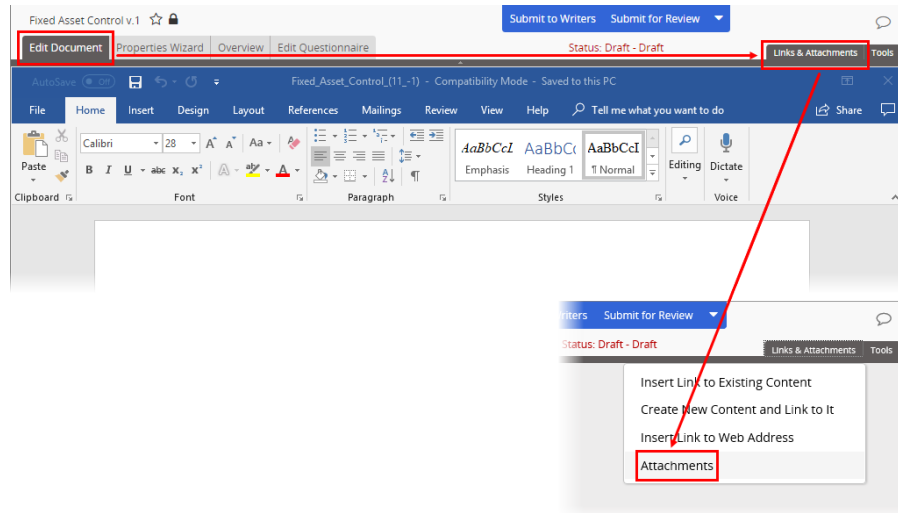 Fixed Asset Control v.1
Submit to Writers Submit for Review
Edit Document Properties Wizard Overview Edit Questionnaire Status: Draft - Draft Links & Attachments Tools
AutoSave Off Fixed_Asset_Control_(11_-1) - Compatibility Mode - Saved to this PC
File Home Insert Design Layout References Mailings Review View Help Tell me what you want to do Share
Paste Calibri 28 A A Aa AaBbCcL AaBbC AaBbCcI Editing Dictate
B I U abc X₂ X² A aby A Emphasis Heading 1 ¶ Normal
Clipboard Font Paragraph Styles Voice
riters Submit for Review
Status: Draft - Draft Links & Attachments Tools
Insert Link to Existing Content
Create New Content and Link to It
Insert Link to Web Address
Attachments